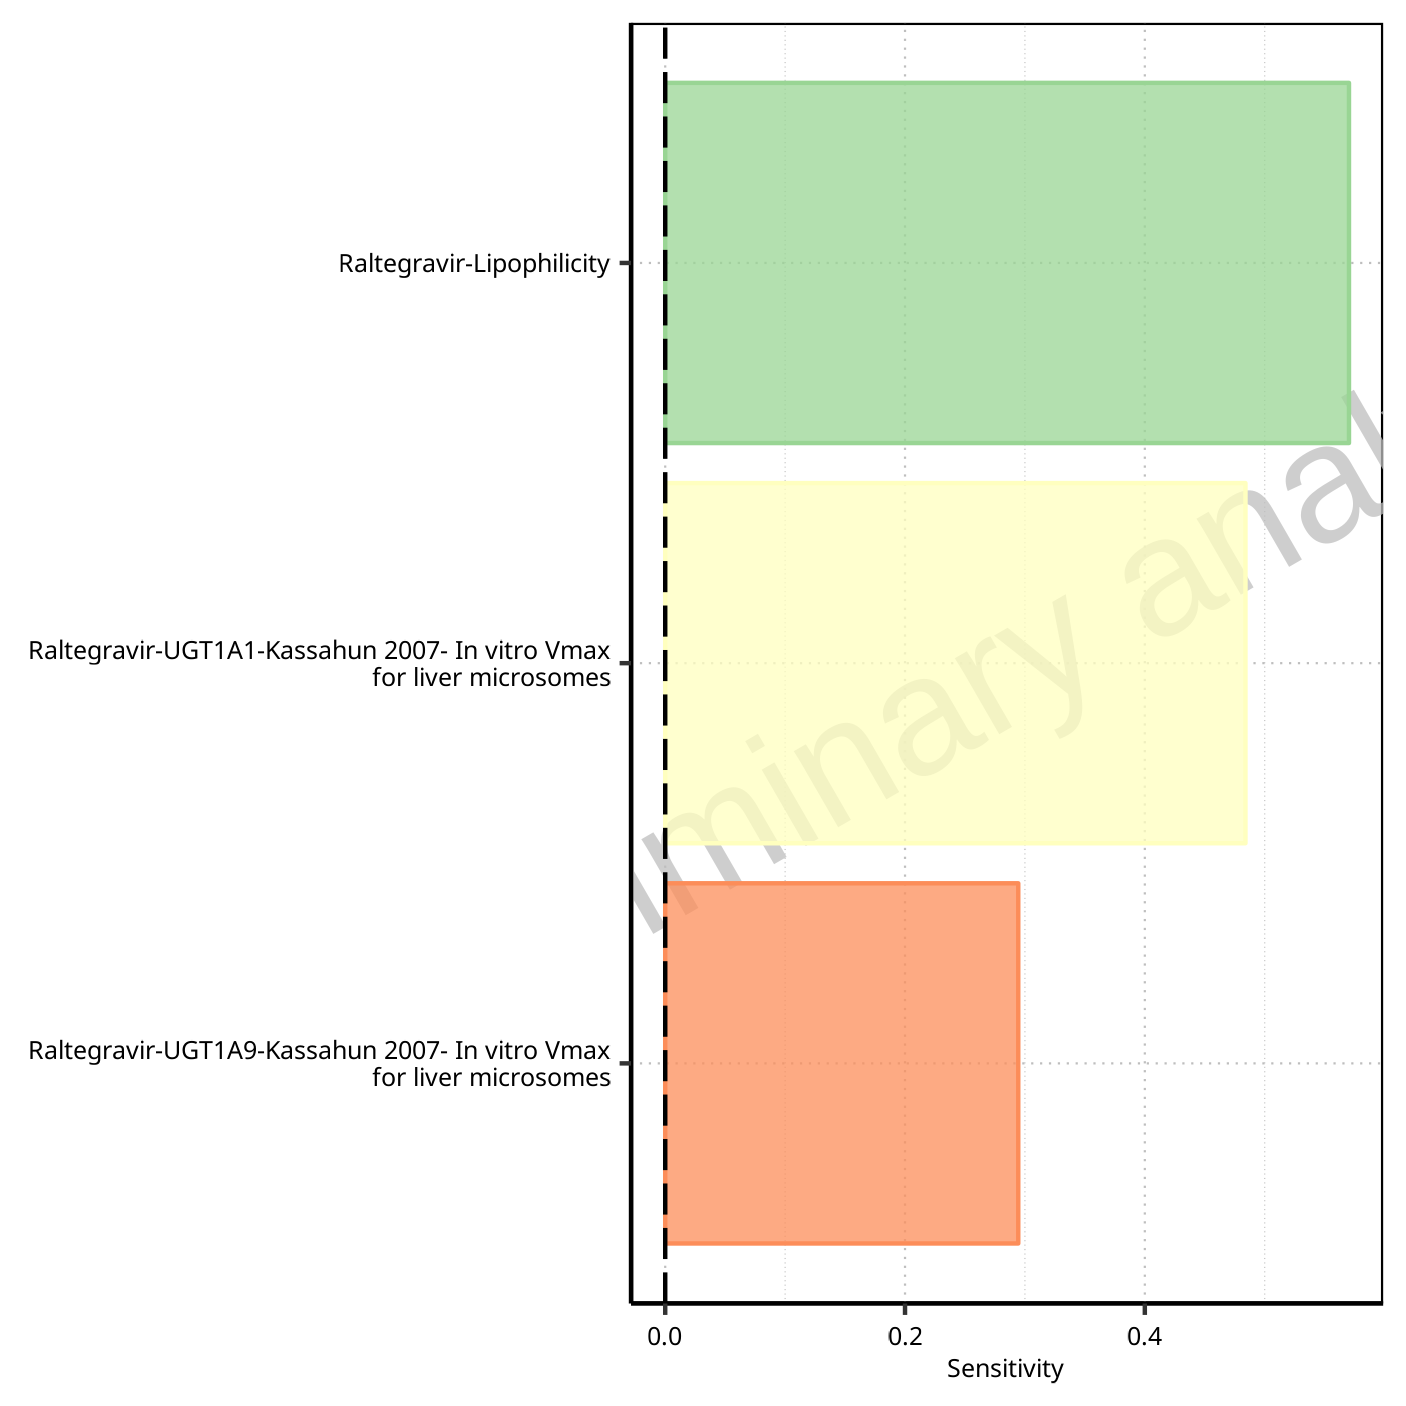 Raltegravir-Lipophilicity
Raltegravir-UGT1A1-Kassahun 2007- In vitro Vmax
for liver microsomes
Raltegravir-UGT1A9-Kassahun 2007- In vitro Vmax
for liver microsomes
minary anal
0.0 0.2 0.4
Sensitivity